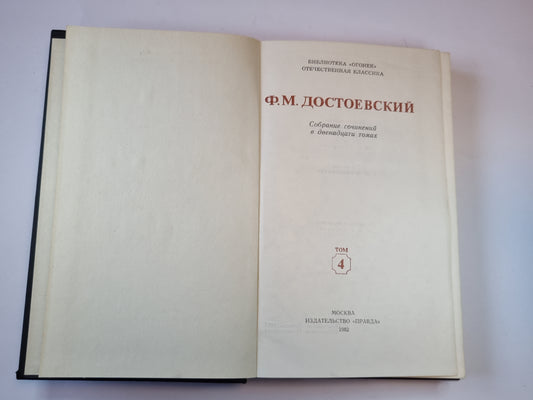 БИБЛИОТЕКА «ОГОНЕК»
ОТЕЧЕСТВЕННАЯ КЛАССИКА
Ф. М. ДОСТОЕВСКИЙ
Собрание сочинений
в двенадцати томах
ТОМ
4
МОСКВА
ИЗДАТЕЛЬСТВО «ПРАВДА»
1982